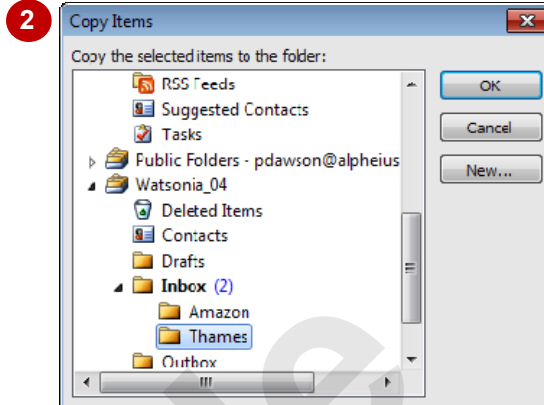 2
Copy Items
Copy the selected items to the folder:
RSS Feeds
Suggested Contacts
Tasks
Public Folders - pdawson@alpheius
Watsonia_04
Deleted Items
Contacts
Drafts
Inbox (2)
Amazon
Thames
Outbox
OK
Cancel
New...